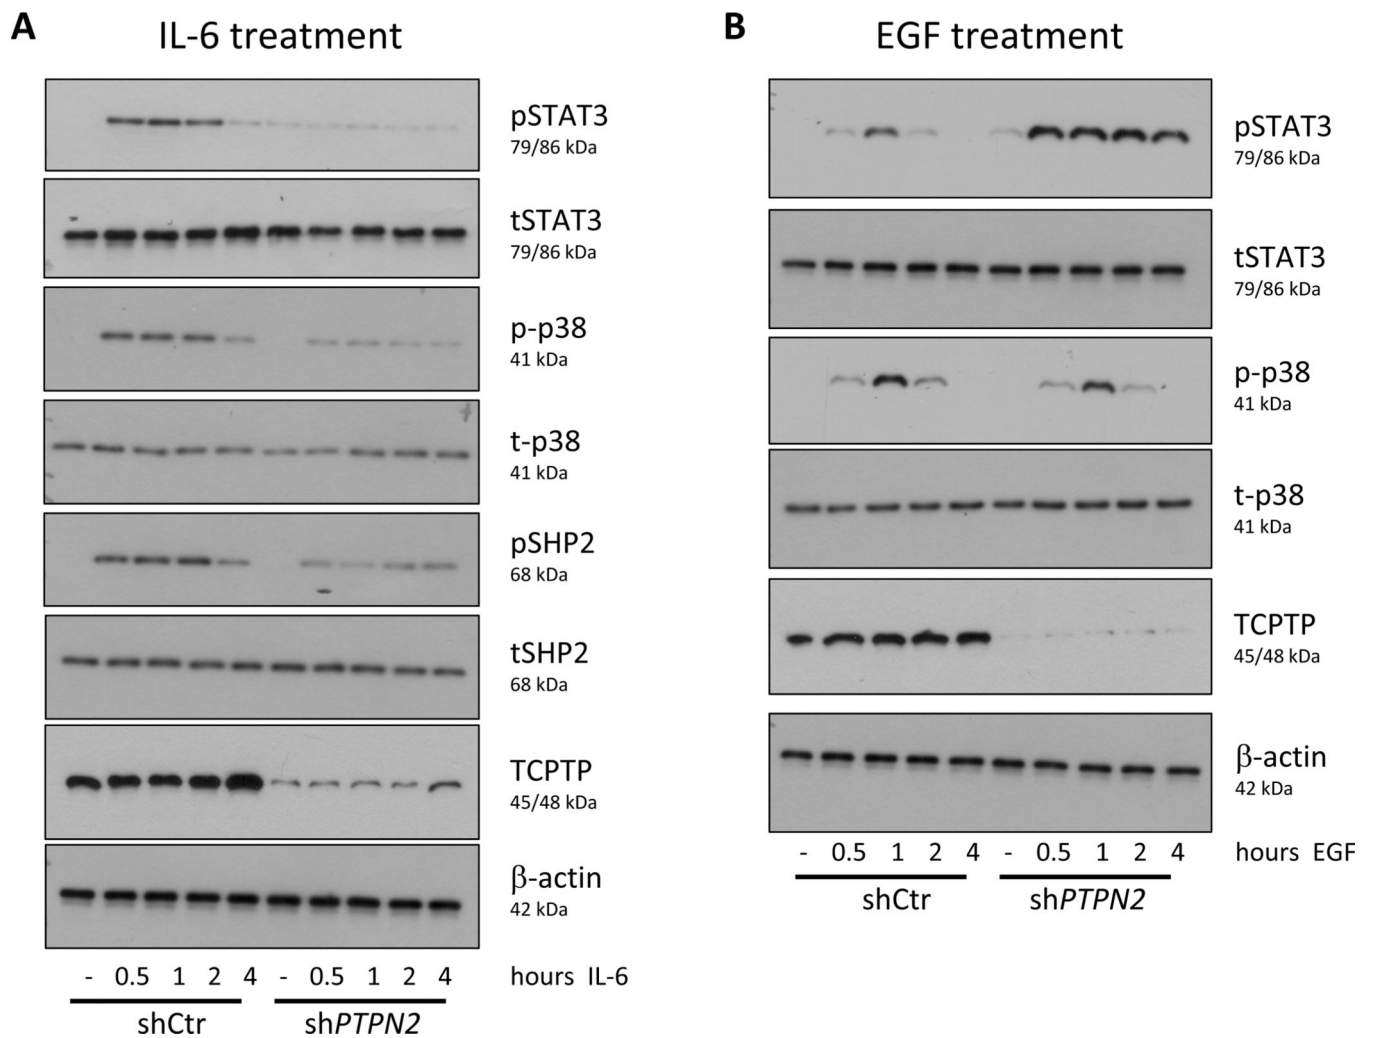 A
IL-6 treatment
pSTAT3
79/86 kDa
tSTAT3
79/86 kDa
p-p38
41 kDa
t-p38
41 kDa
pSHP2
68 kDa
tSHP2
68 kDa
TCPTP
45/48 kDa
β-actin
42 kDa
- 0.5 1 2 4 - 0.5 1 2 4 hours IL-6
shCtr shPTPN2
B
EGF treatment
pSTAT3
79/86 kDa
tSTAT3
79/86 kDa
p-p38
41 kDa
t-p38
41 kDa
TCPTP
45/48 kDa
β-actin
42 kDa
- 0.5 1 2 4 - 0.5 1 2 4 hours EGF
shCtr shPTPN2